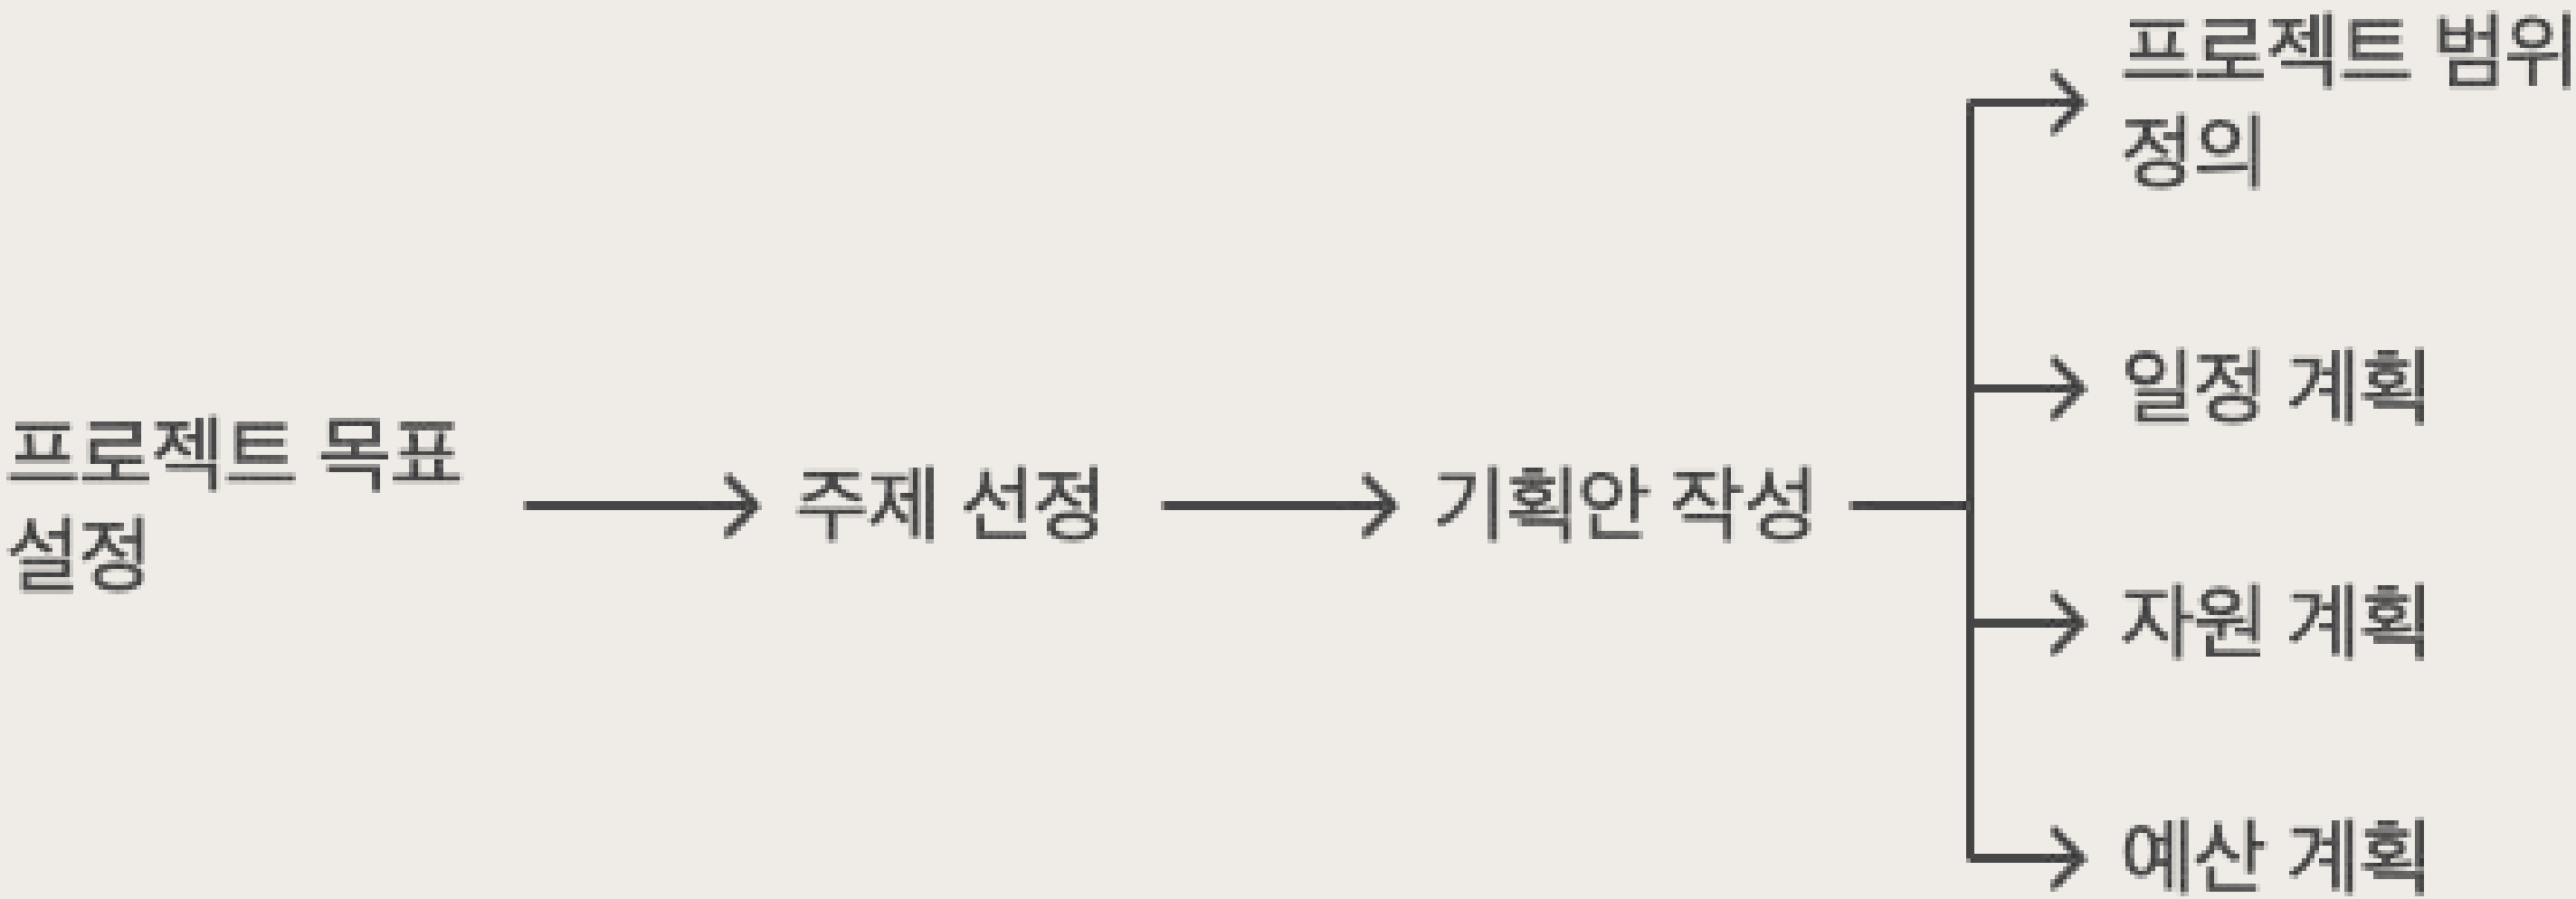 프로젝트 목표
설정
주제 선정
기획안 작성
프로젝트 범위
정의
일정 계획
자원 계획
예산 계획